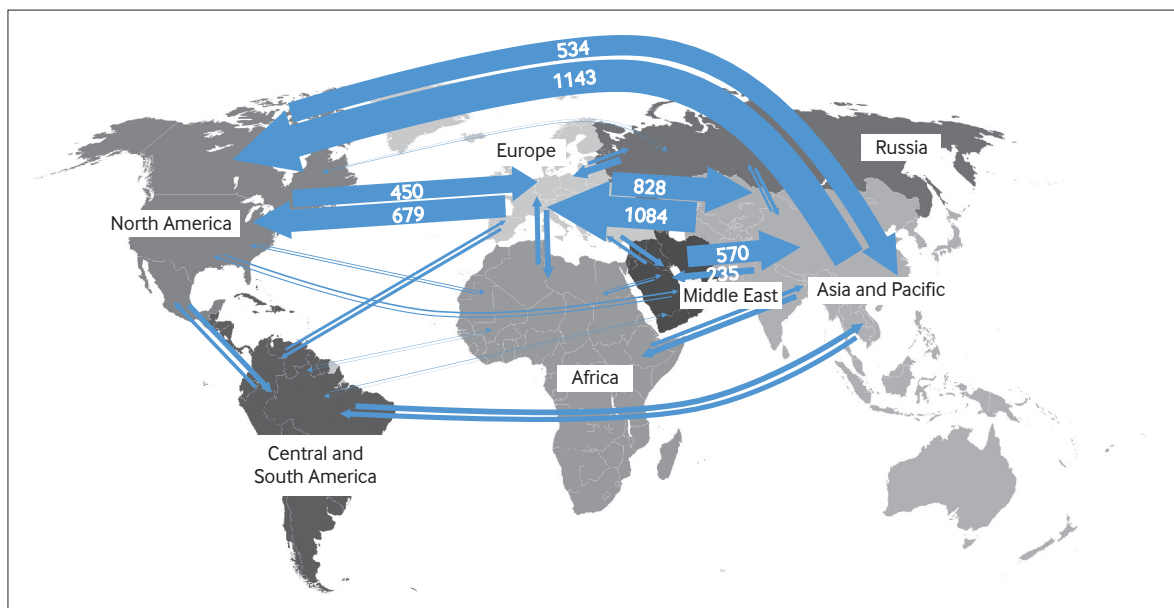 534
1143
Europe
Russia
450
828
North America
679
1084
570
235
Middle East
Asia and Pacific
Africa
Central and
South America